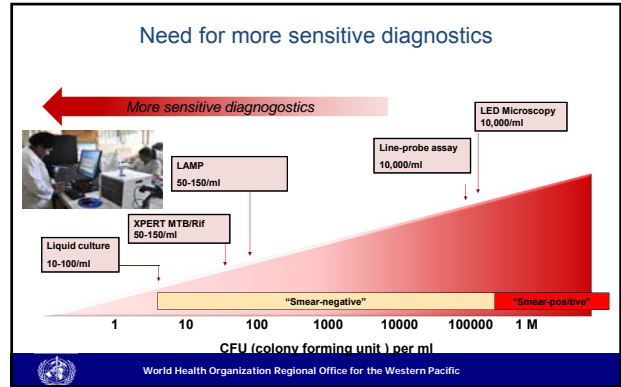 Need for more sensitive diagnostics
More sensitive diagnogostics
LED Microscopy
10,000/ml
Line-probe assay
10,000/ml
LAMP
50-150/ml
XPERT MTB/Rif
50-150/ml
Liquid culture
10-100/ml
"Smear-negative"
"Smear-positive"
1 10 100 1000 10000 100000 1 M
CFU (colony forming unit ) per ml
World Health Organization Regional Office for the Western Pacific